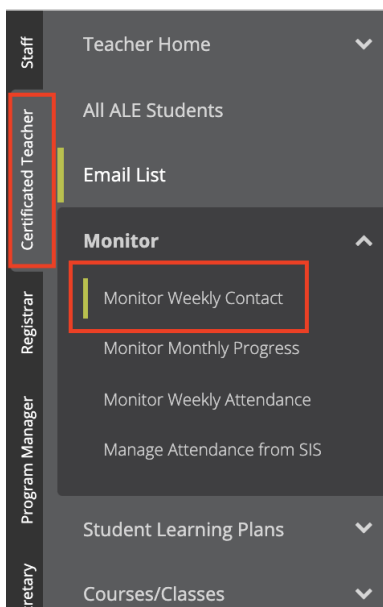 Staff
Certificated Teacher
Registrar
Program Manager
Teacher Home
All ALE Students
Email List
Monitor
Monitor Weekly Contact
Monitor Monthly Progress
Monitor Weekly Attendance
Manage Attendance from SIS
Student Learning Plans
Courses/Classes